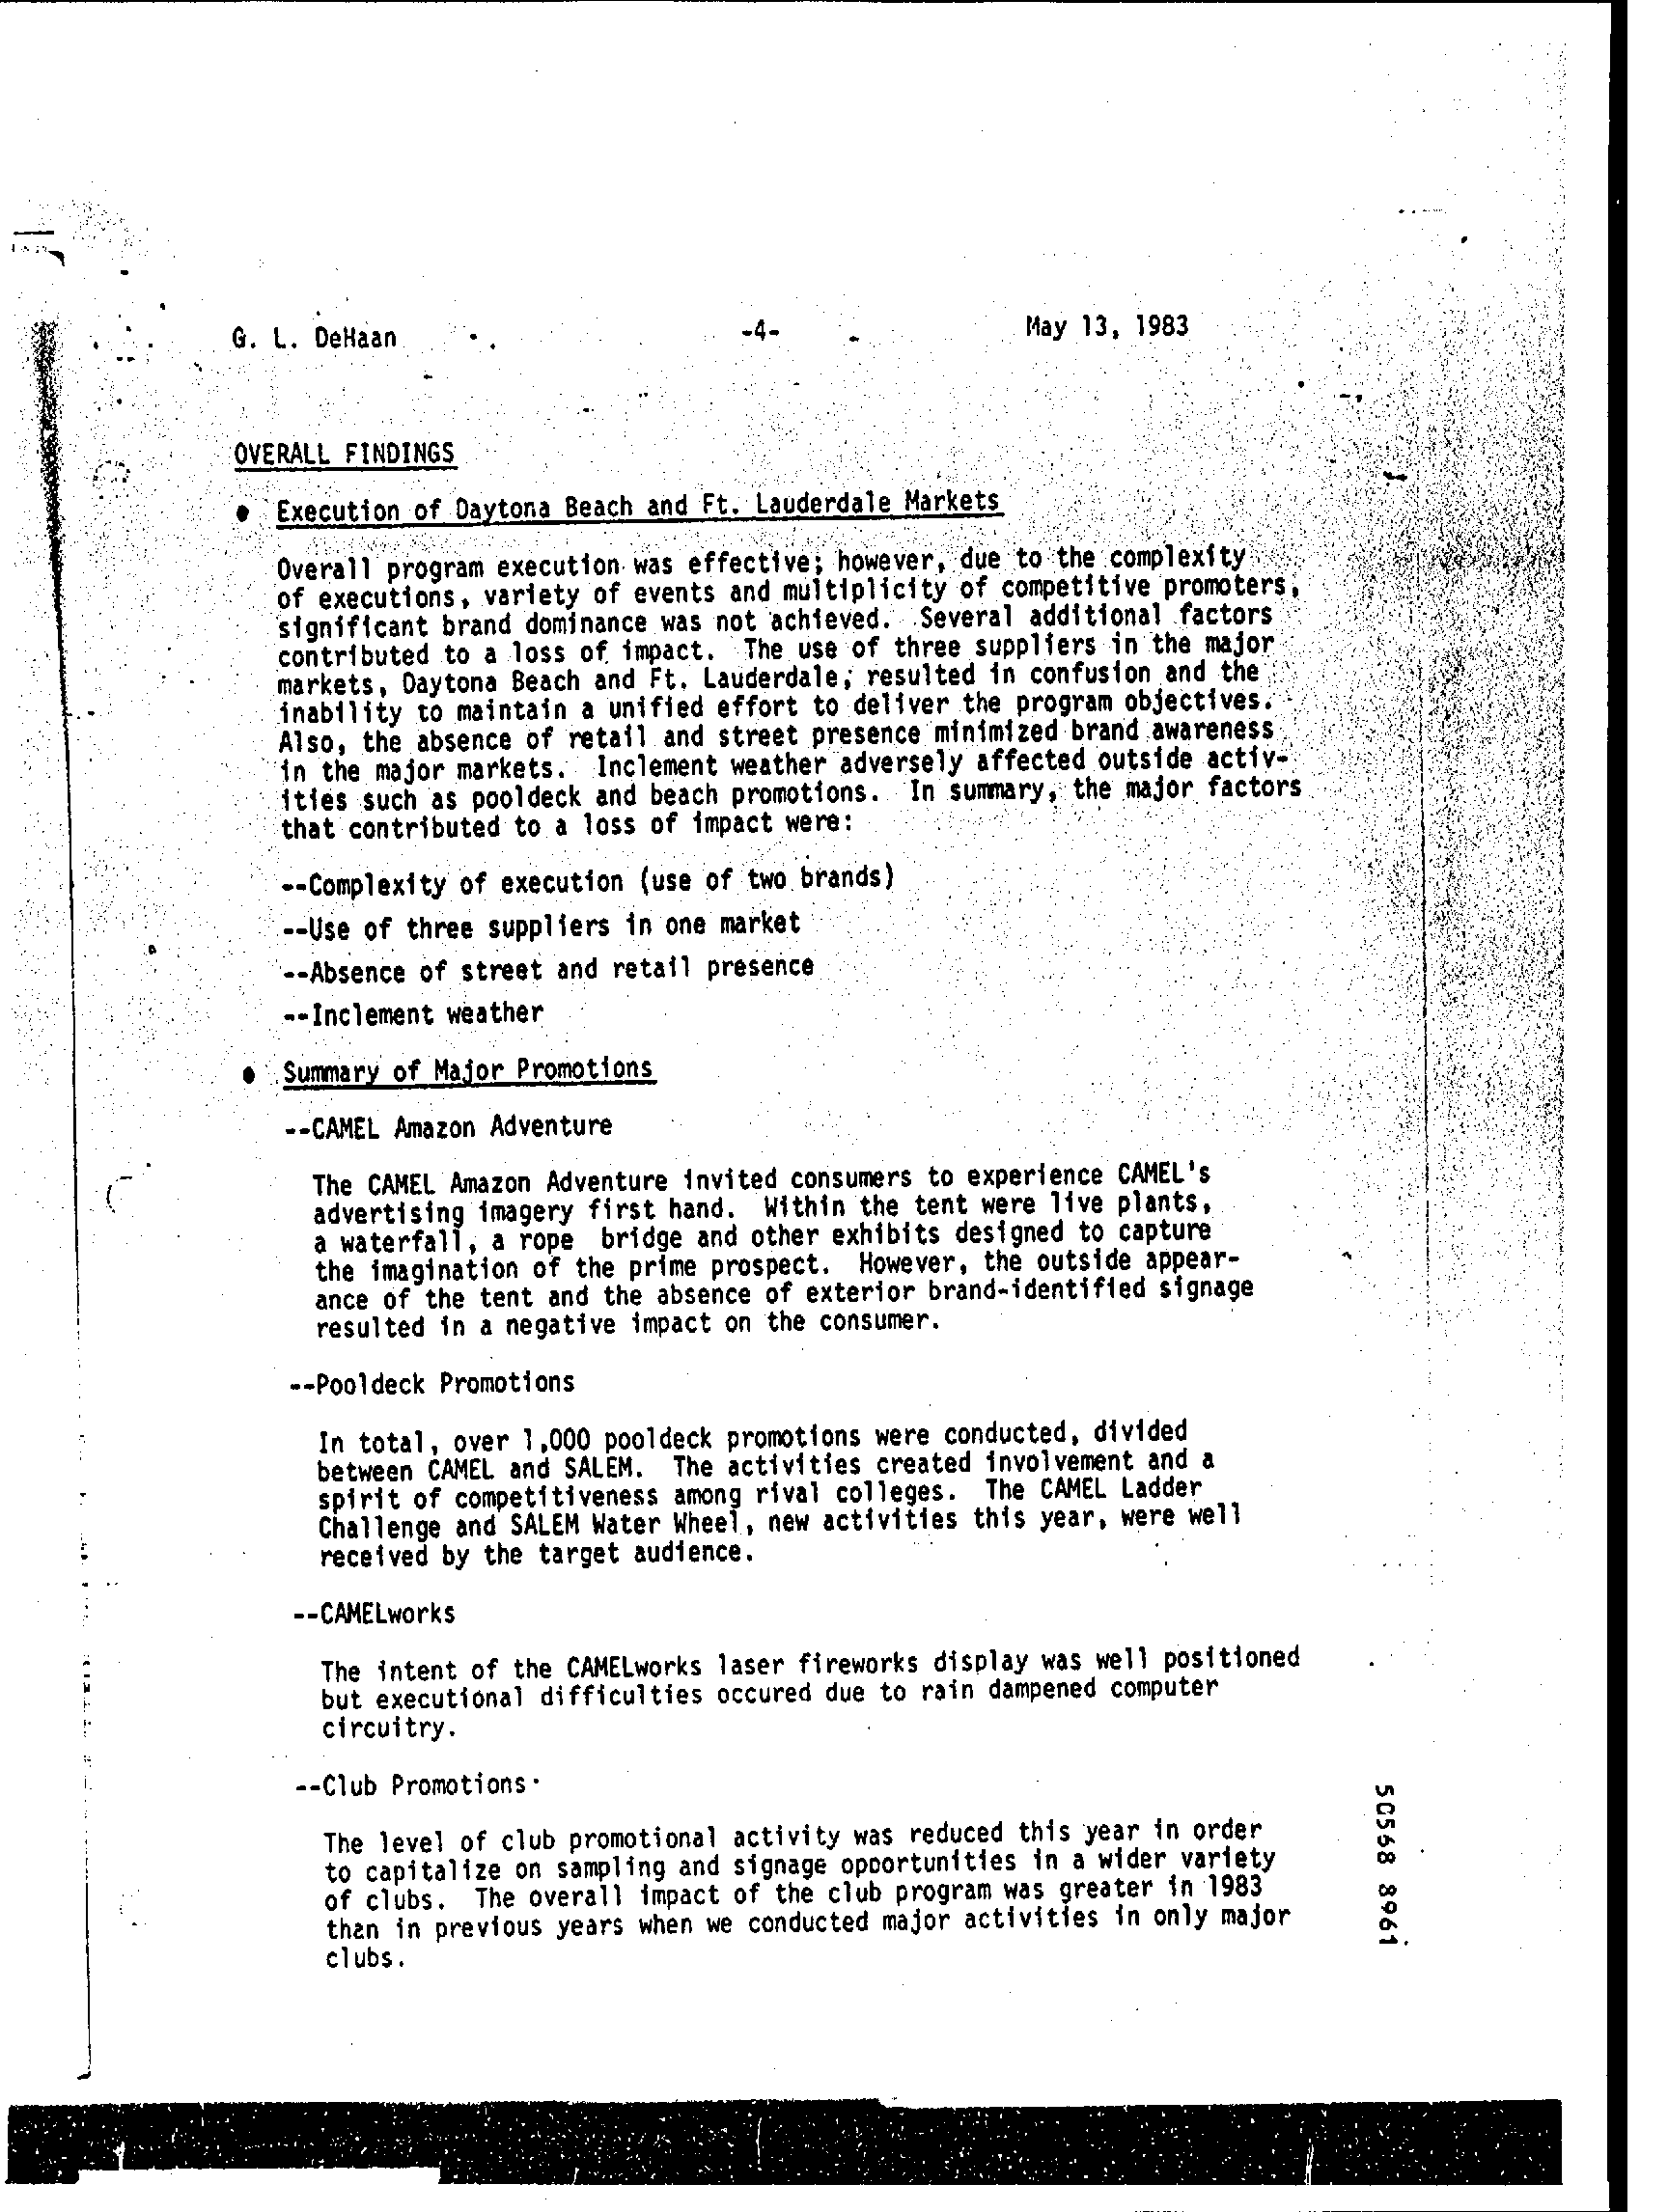 G. L. DeHaan -4- May 13, 1983
OVERALL FINDINGS
● Execution of Daytona Beach and Ft. Lauderdale Markets
Overall program execution was effective; however, due to the complexity
of executions, variety of events and multiplicity of competitive promoters,
significant brand dominance was not achieved. Several additional factors
contributed to a loss of impact. The use of three suppliers in the major
markets, Daytona Beach and Ft. Lauderdale, resulted in confusion and the
inability to maintain a unified effort to deliver the program objectives.
Also, the absence of retail and street presence minimized brand awareness
in the major markets. Inclement weather adversely affected outside activ-
ities such as pooldeck and beach promotions. In summary, the major factors
that contributed to a loss of impact were:
--Complexity of execution (use of two brands)
--Use of three suppliers in one market
--Absence of street and retail presence
--Inclement weather
● Summary of Major Promotions
--CAMEL Amazon Adventure
The CAMEL Amazon Adventure invited consumers to experience CAMEL's
advertising imagery first hand. Within the tent were live plants,
a waterfall, a rope bridge and other exhibits designed to capture
the imagination of the prime prospect. However, the outside appear-
ance of the tent and the absence of exterior brand-identified signage
resulted in a negative impact on the consumer.
--Pooldeck Promotions
In total, over 1,000 pooldeck promotions were conducted, divided
between CAMEL and SALEM. The activities created involvement and a
spirit of competitiveness among rival colleges. The CAMEL Ladder
Challenge and SALEM Water Wheel, new activities this year, were well
received by the target audience.
--CAMELworks
The intent of the CAMELworks laser fireworks display was well positioned
but executional difficulties occured due to rain dampened computer
circuitry.
--Club Promotions
The level of club promotional activity was reduced this year in order
to capitalize on sampling and signage opportunities in a wider variety
of clubs. The overall impact of the club program was greater in 1983
than in previous years when we conducted major activities in only major
clubs.
50568 8961